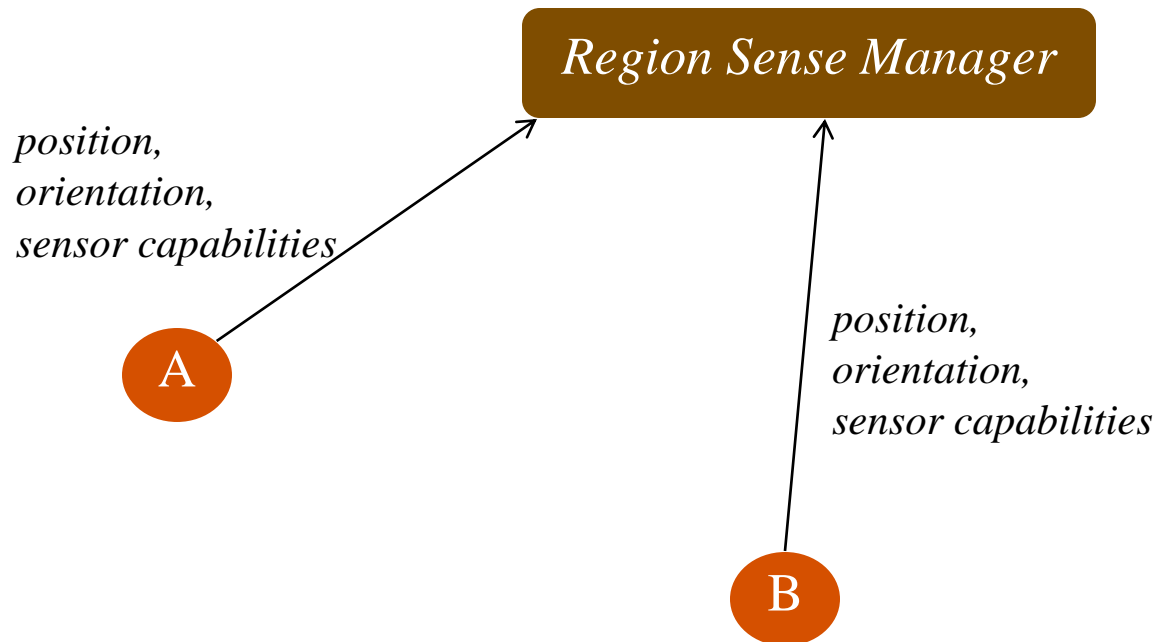 Region Sense Manager
position,
orientation,
sensor capabilities
A
position,
orientation,
sensor capabilities
B